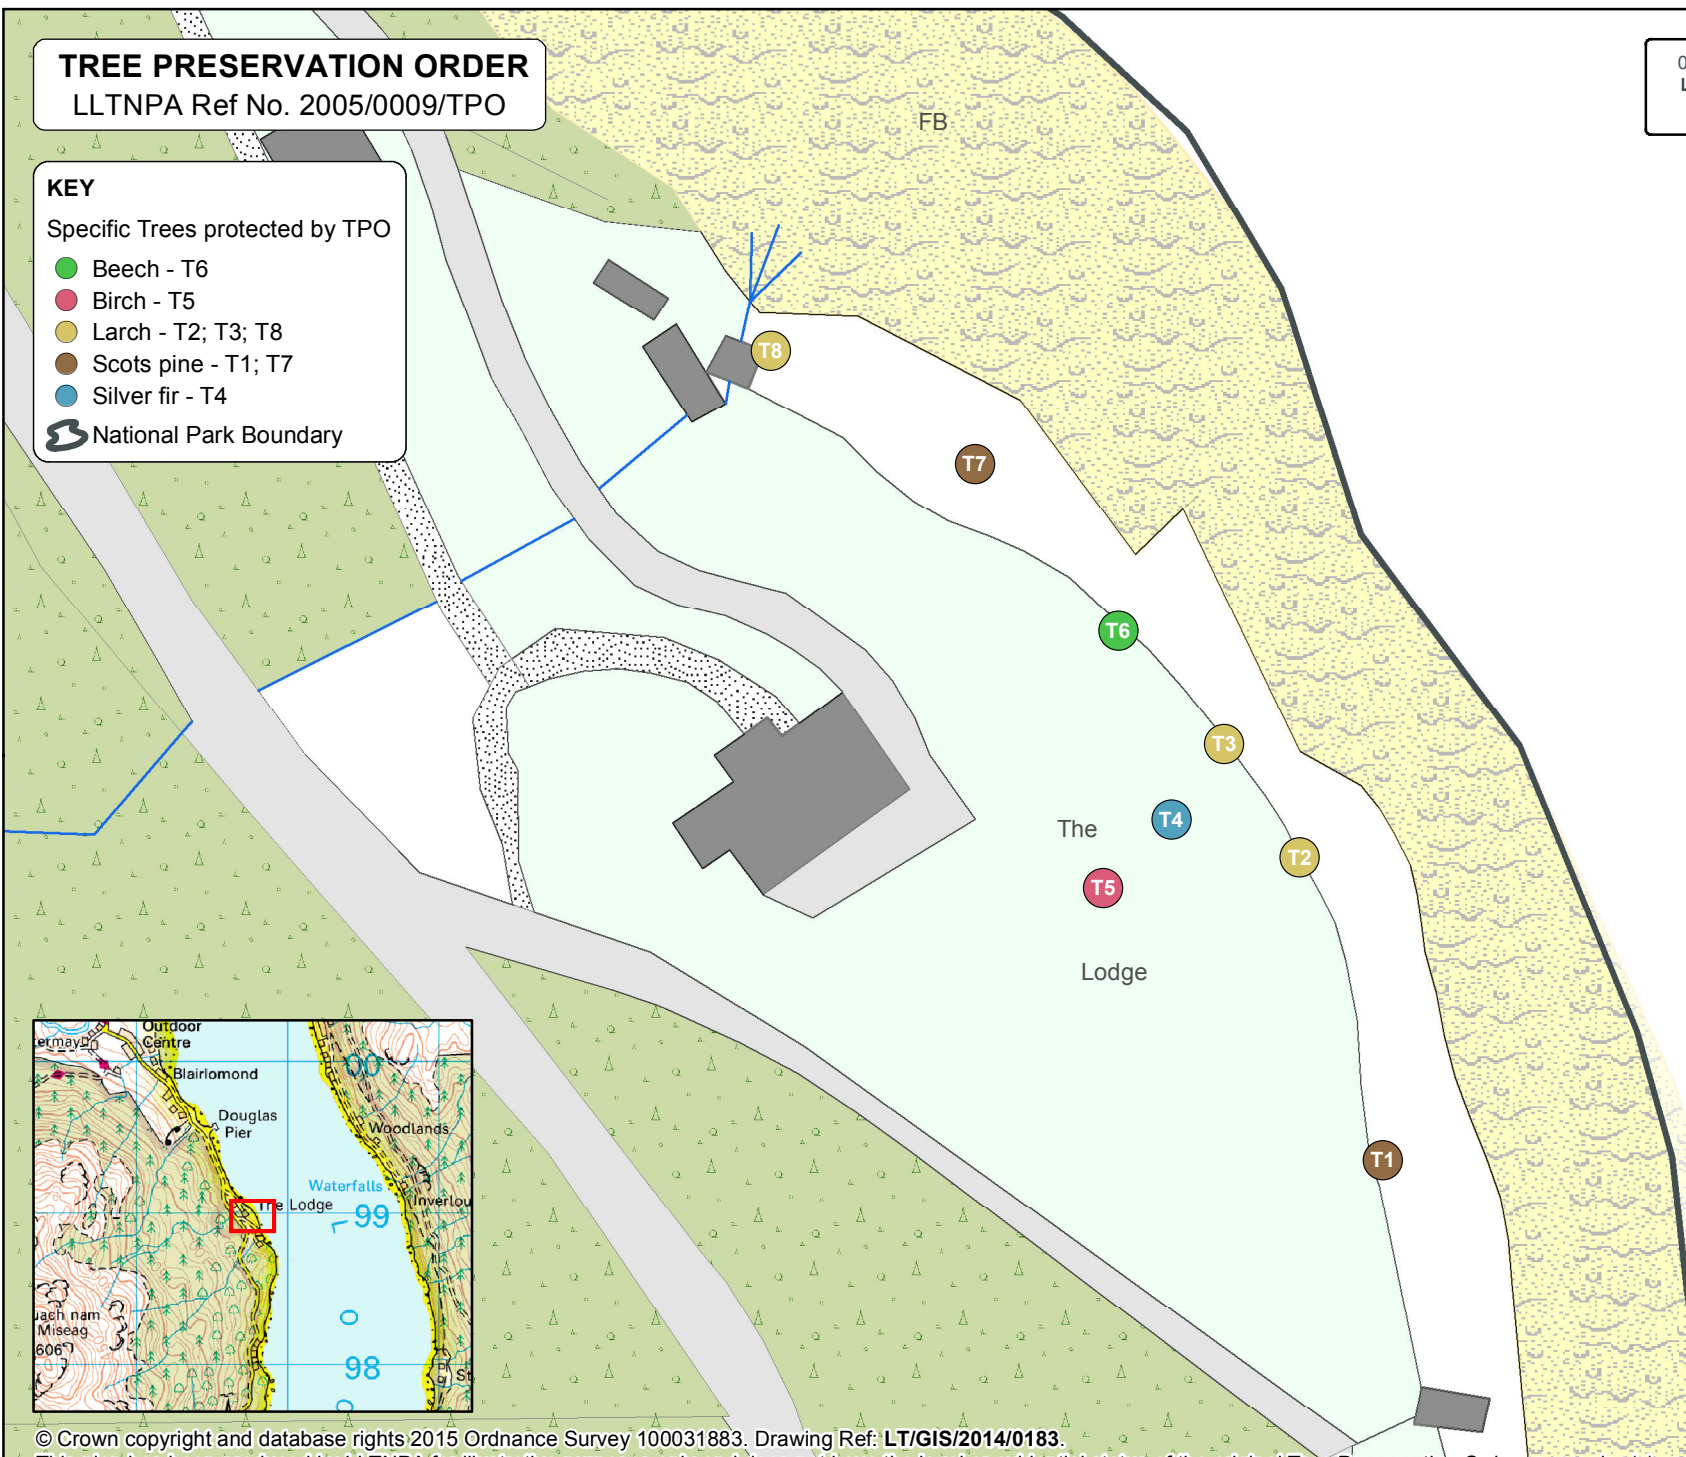 TREE PRESERVATION ORDER
LLTNPA Ref No. 2005/0009/TPO
KEY
Specific Trees protected by TPO
Beech - T6
Birch - T5
Larch - T2; T3; T8
Scots pine - T1; T7
Silver fir - T4
National Park Boundary
FB
T8
T7
T6
T3
T4
The
T2
T5
Lodge
T1
Outdoor
Centre
Blairlomond
Douglas
Pier
Woodlands
Waterfalls
The Lodge
00
99
98
606
Miseag
© Crown copyright and database rights 2015 Ordnance Survey 100031883. Drawing Ref: LT/GIS/2014/0183.